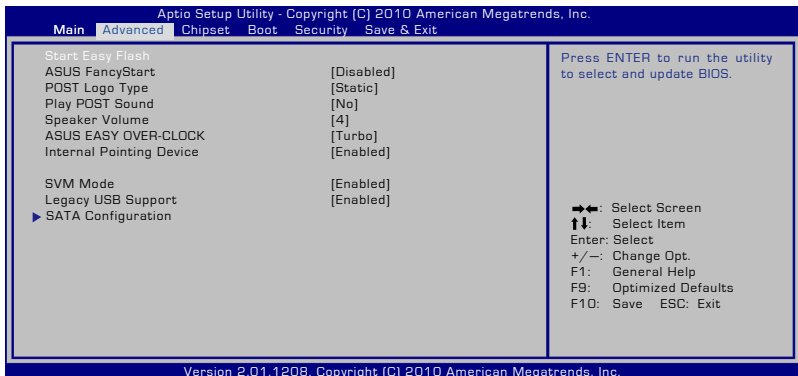 Aptio Setup Utility - Copyright (C) 2010 American Megatrends, Inc.
Main Advanced Chipset Boot Security Save & Exit
Start Easy Flash
ASUS FancyStart [Disabled]
POST Logo Type [Static]
Play POST Sound [No]
Speaker Volume [4]
ASUS EASY OVER-CLOCK [Turbo]
Internal Pointing Device [Enabled]
SVM Mode [Enabled]
Legacy USB Support [Enabled]
SATA Configuration
Press ENTER to run the utility
to select and update BIOS.
→←: Select Screen
↑↓: Select Item
Enter: Select
+/—: Change Opt.
F1: General Help
F9: Optimized Defaults
F10: Save ESC: Exit
Version 2.01.1208. Copyright (C) 2010 American Megatrends, Inc.